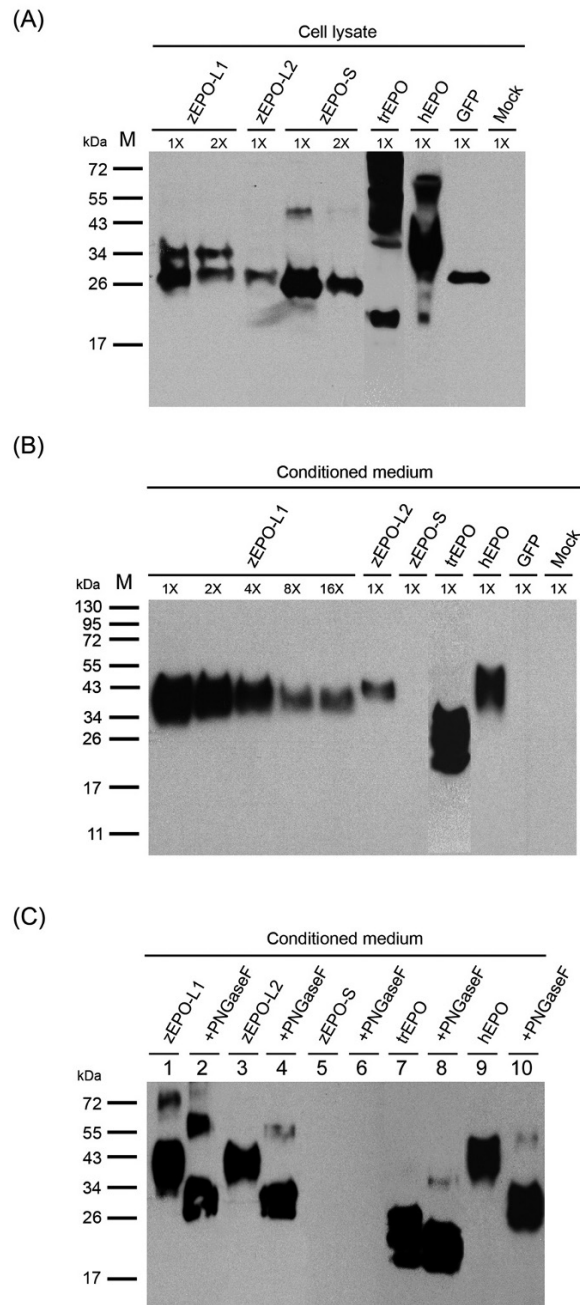 (A)
Cell lysate
zEPO-L1 zEPO-L2 zEPO-S trEPO hEPO GFP Mock
kDa M 1X 2X 1X 1X 2X 1X 1X 1X 1X
72
55
43
34
26
17
(B)
Conditioned medium
zEPO-L1 zEPO-L2 zEPO-S trEPO hEPO GFP Mock
kDa M 1X 2X 4X 8X 16X 1X 1X 1X 1X 1X 1X
130
95
72
55
43
34
26
17
11
(C)
Conditioned medium
zEPO-L1 +PNGaseF zEPO-L2 +PNGaseF zEPO-S +PNGaseF trEPO +PNGaseF hEPO +PNGaseF
1 2 3 4 5 6 7 8 9 10
kDa
72
55
43
34
26
17